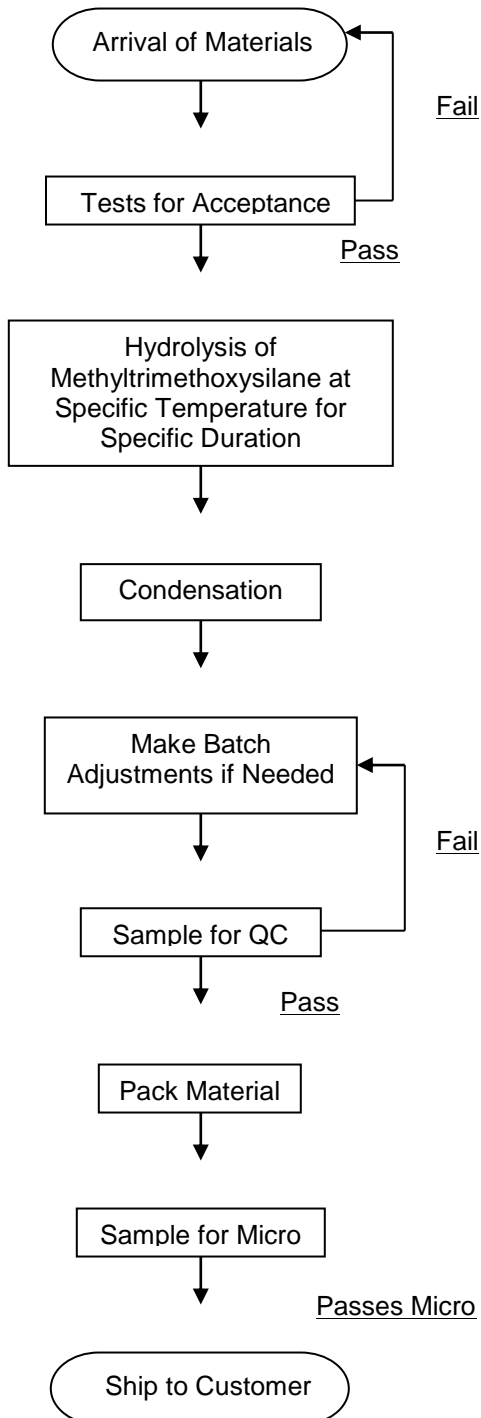 Arrival of Materials
Fail
Tests for Acceptance
Pass
Hydrolysis of
Methyltrimethoxysilane at
Specific Temperature for
Specific Duration
Condensation
Make Batch
Adjustments if Needed
Fail
Sample for QC
Pass
Pack Material
Sample for Micro
Passes Micro
Ship to Customer